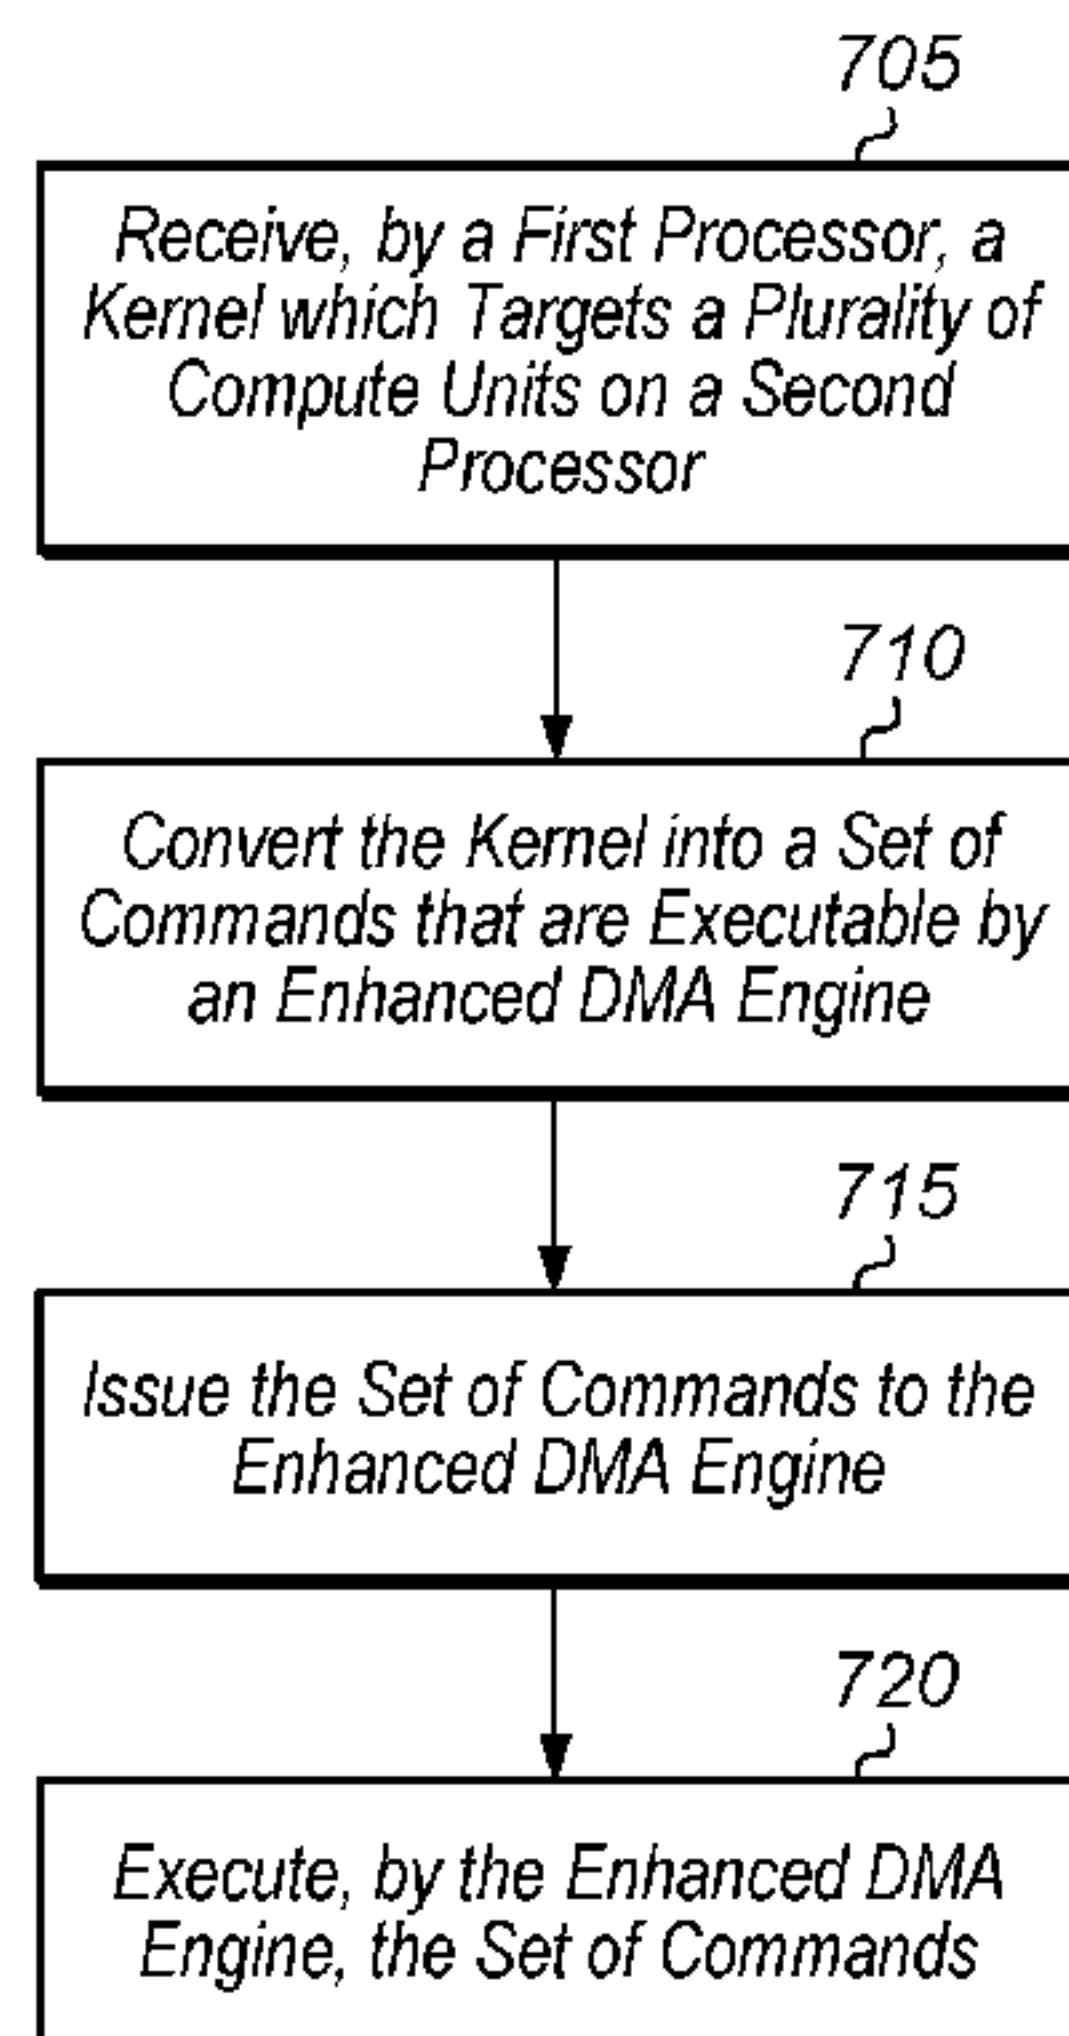 705
Receive, by a First Processor, a
Kernel which Targets a Plurality of
Compute Units on a Second
Processor
710
Convert the Kernel into a Set of
Commands that are Executable by
an Enhanced DMA Engine
715
Issue the Set of Commands to the
Enhanced DMA Engine
720
Execute, by the Enhanced DMA
Engine, the Set of Commands